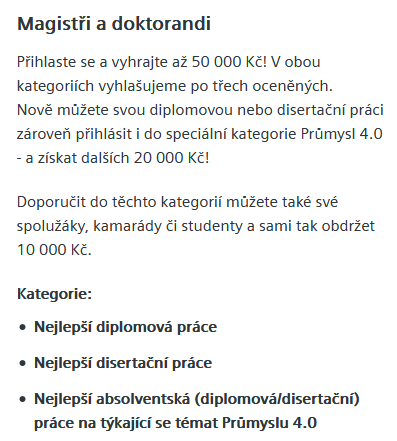 Magistři a doktorandi
Přihlaste se a vyhrajte až 50 000 Kč! V obou
kategoriích vyhlašujeme po třech oceněných.
Nově můžete svou diplomovou nebo disertační práci
zároveň přihlásit i do speciální kategorie Průmysl 4.0
- a získat dalších 20 000 Kč!
Doporučit do těchto kategorií můžete také své
spolužáky, kamarády či studenty a sami tak obdržet
10 000 Kč.
Kategorie:
• Nejlepší diplomová práce
• Nejlepší disertační práce
• Nejlepší absolventská (diplomová/disertační)
práce na týkající se témat Průmyslu 4.0